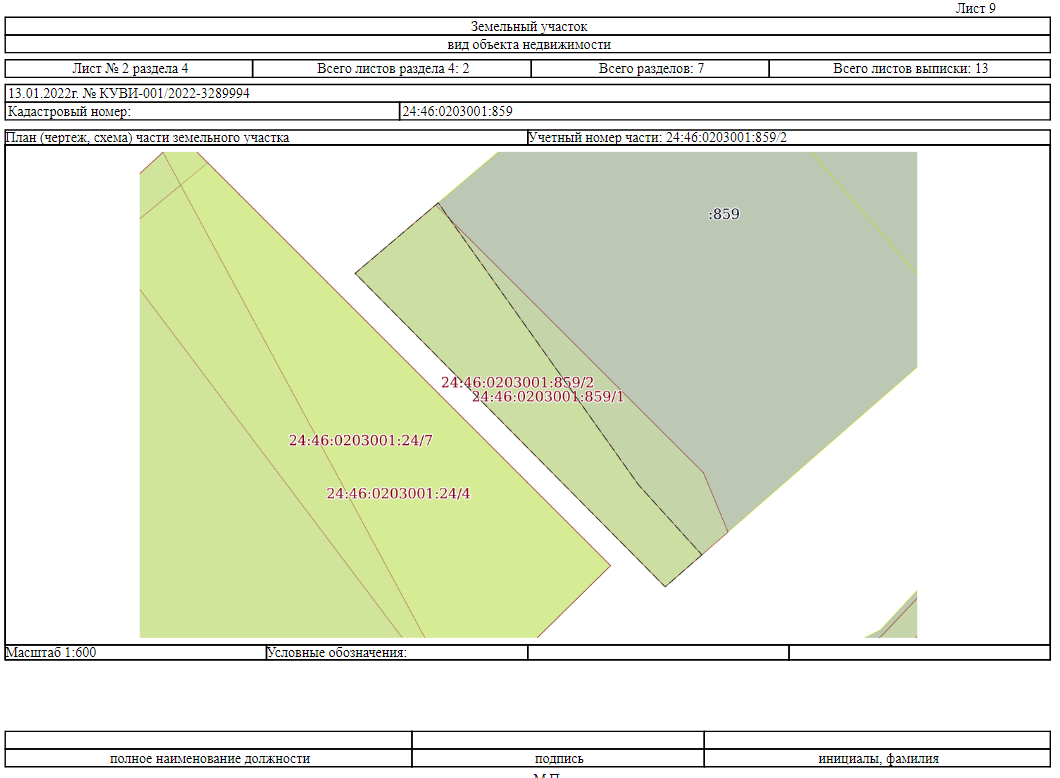 Лист 9
Земельный участок
вид объекта недвижимости
Лист № 2 раздела 4 Всего листов раздела 4: 2 Всего разделов: 7 Всего листов выписки: 13
13.01.2022г. № КУВИ-001/2022-3289994
Кадастровый номер: 24:46:0203001:859
План (чертеж, схема) части земельного участка Учетный номер части: 24:46:0203001:859/2
:859
24:46:0203001:859/2
24:46:0203001:859/1
24:46:0203001:24/7
24:46:0203001:24/4
Масштаб 1:600 Условные обозначения:
полное наименование должности подпись инициалы, фамилия
М.П.